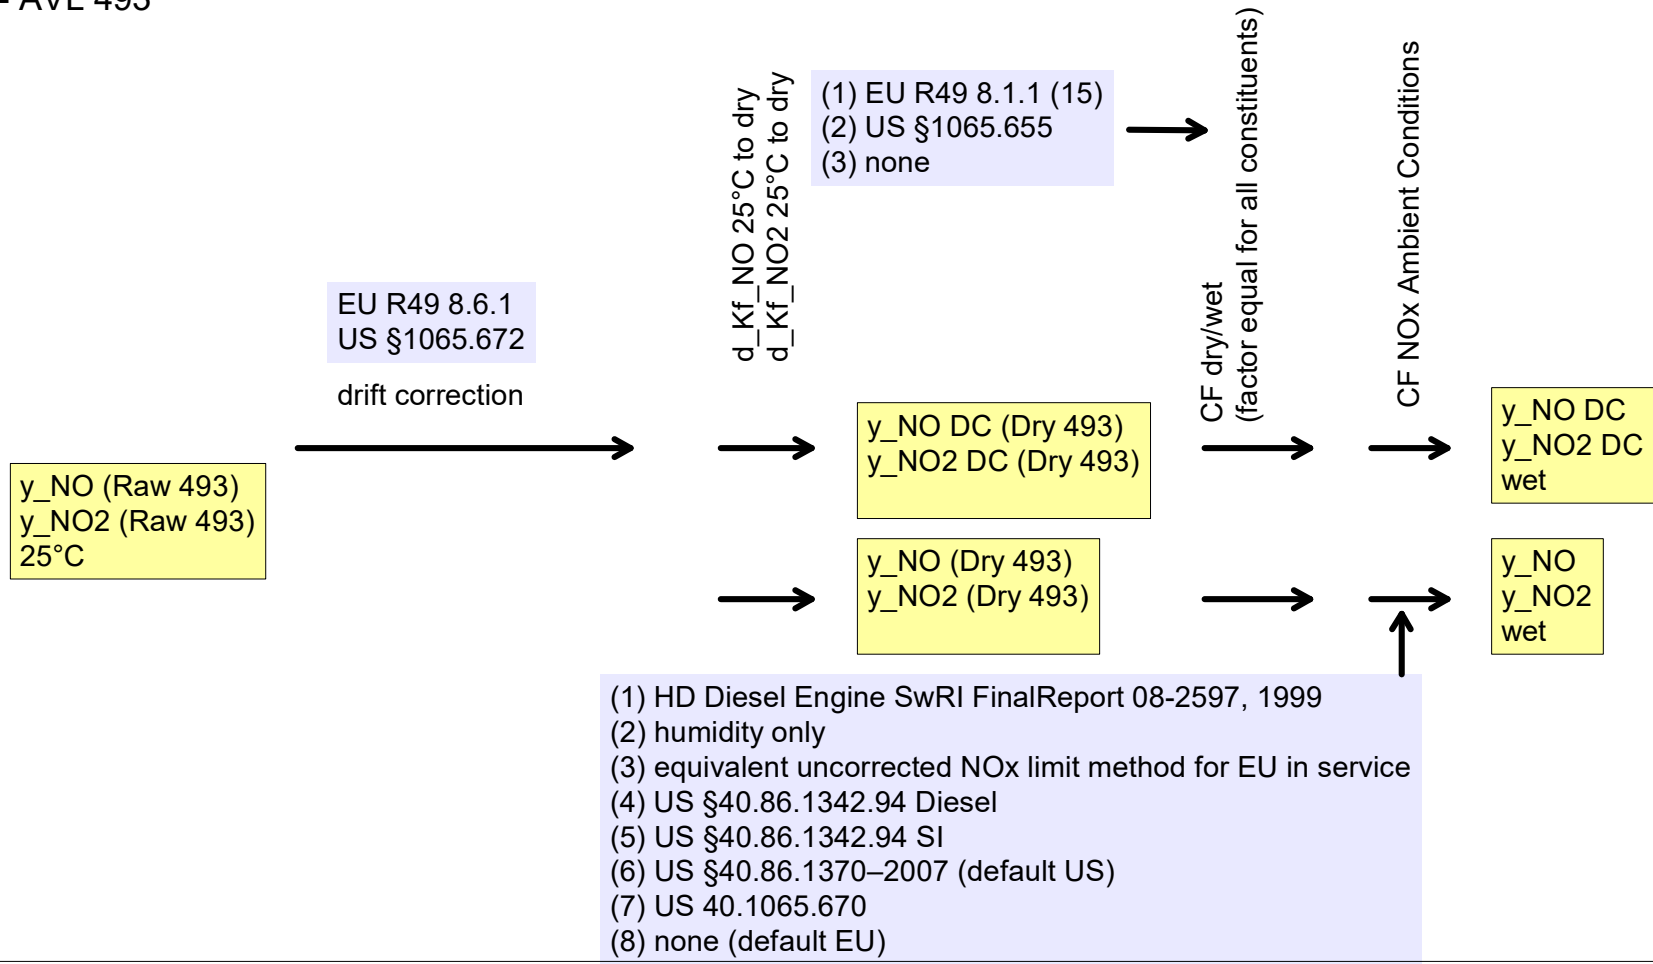 - AVL 493
d_Kf_NO 25°C to dry
d_Kf_NO2 25°C to dry
(1) EU R49 8.1.1 (15)
(2) US §1065.655
(3) none
CF dry/wet
(factor equal for all constituents)
CF NOx Ambient Conditions
EU R49 8.6.1
US §1065.672
drift correction
y_NO (Raw 493)
y_NO2 (Raw 493)
25°C
y_NO DC (Dry 493)
y_NO2 DC (Dry 493)
y_NO DC
y_NO2 DC
wet
y_NO (Dry 493)
y_NO2 (Dry 493)
y_NO
y_NO2
wet
(1) HD Diesel Engine SwRI FinalReport 08-2597, 1999
(2) humidity only
(3) equivalent uncorrected NOx limit method for EU in service
(4) US §40.86.1342.94 Diesel
(5) US §40.86.1342.94 SI
(6) US §40.86.1370–2007 (default US)
(7) US 40.1065.670
(8) none (default EU)